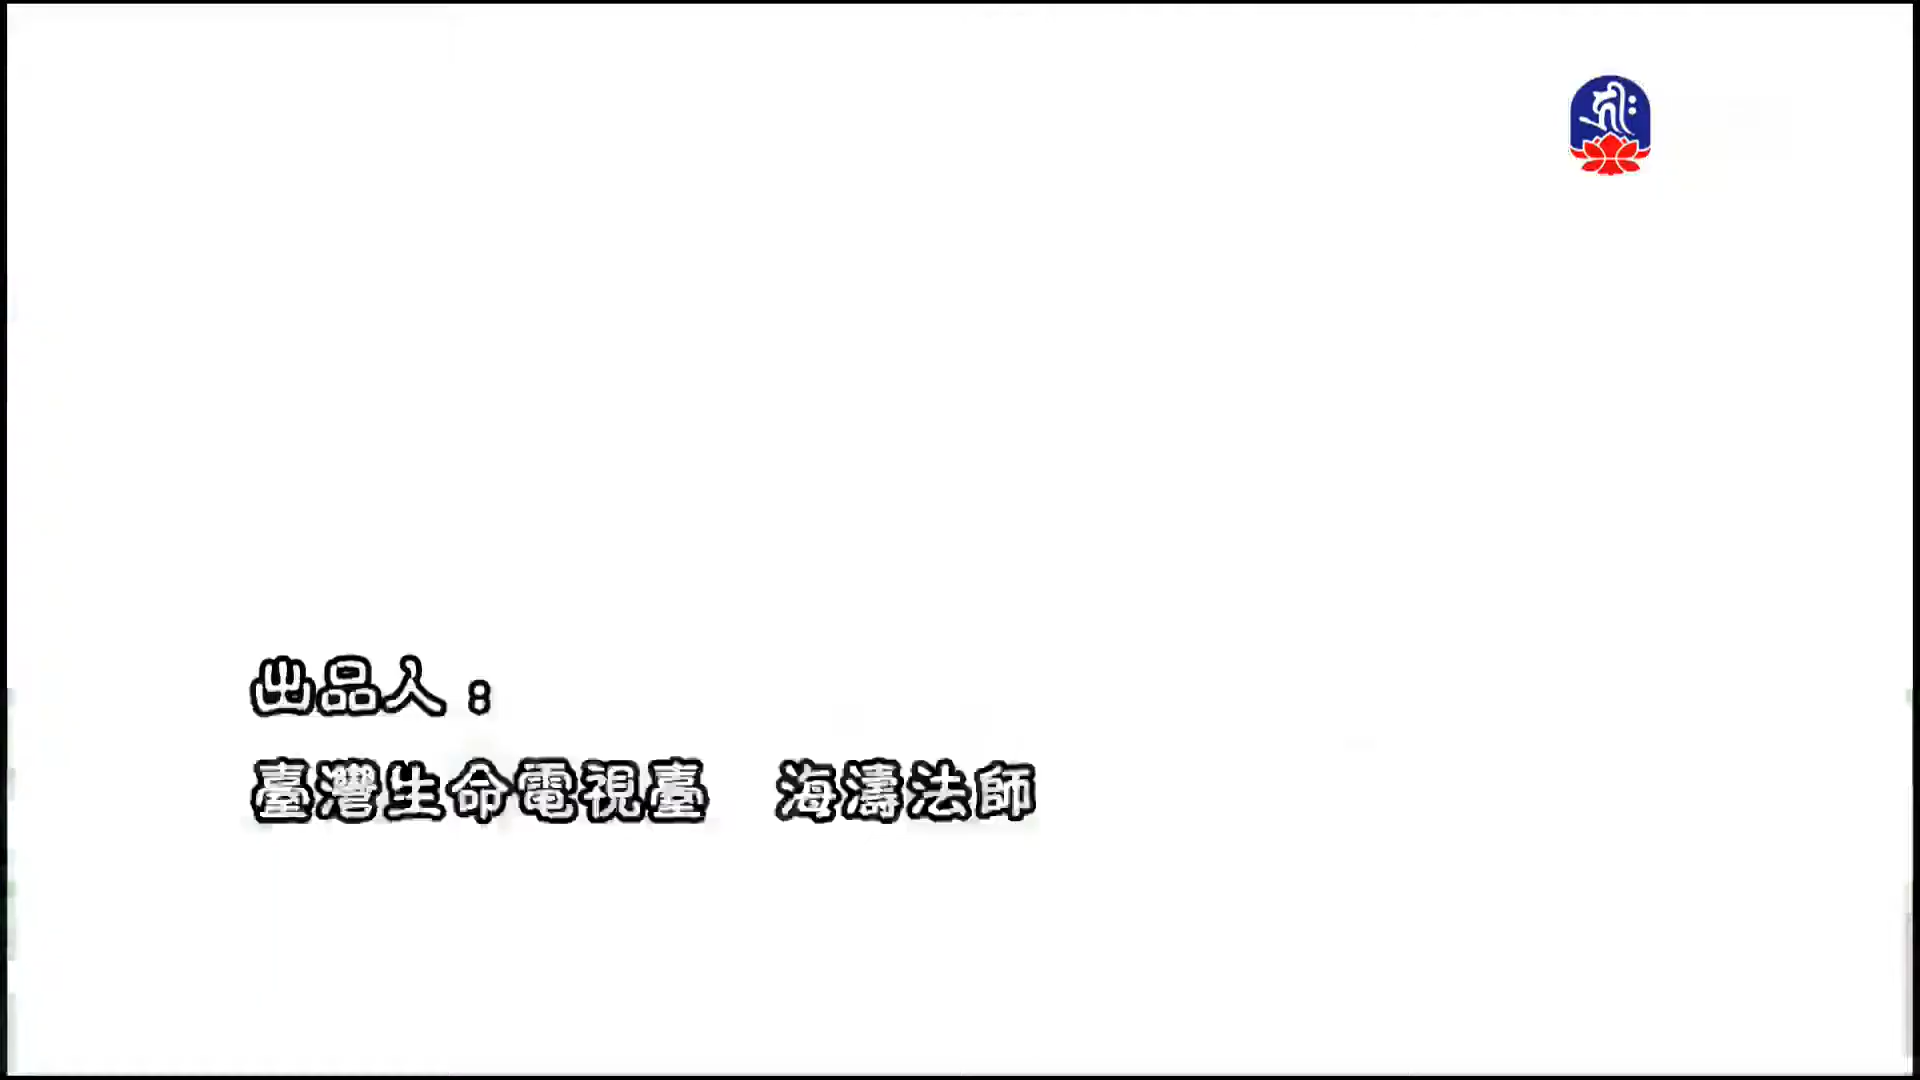 ह्रीः
出品人：
臺灣生命電視臺　海濤法師